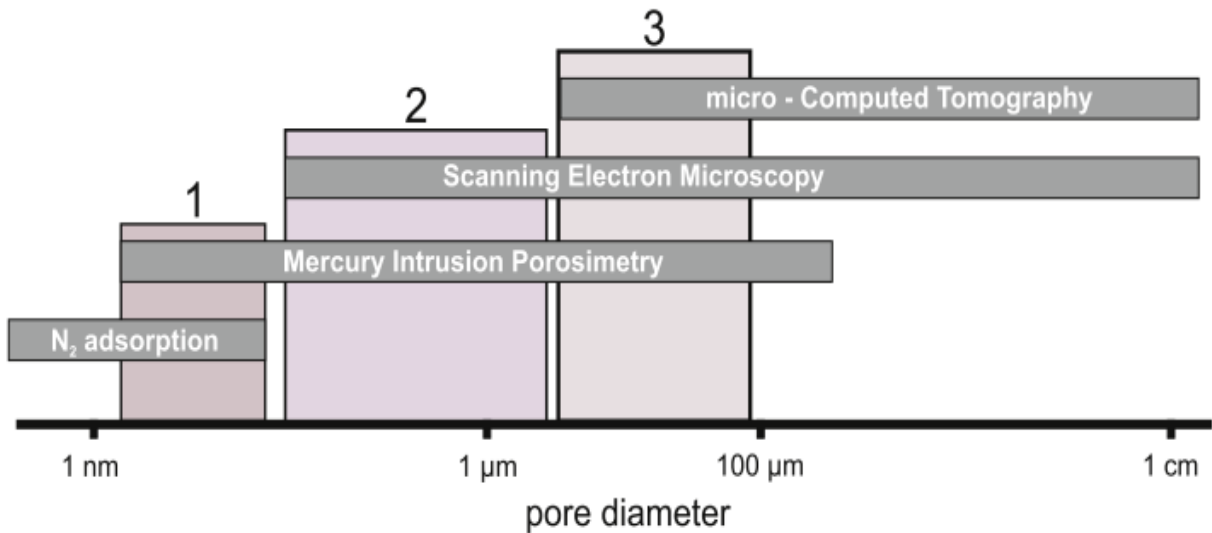 3
micro - Computed Tomography
2
Scanning Electron Microscopy
1
Mercury Intrusion Porosimetry
N₂ adsorption
1 nm 1 µm 100 µm 1 cm
pore diameter